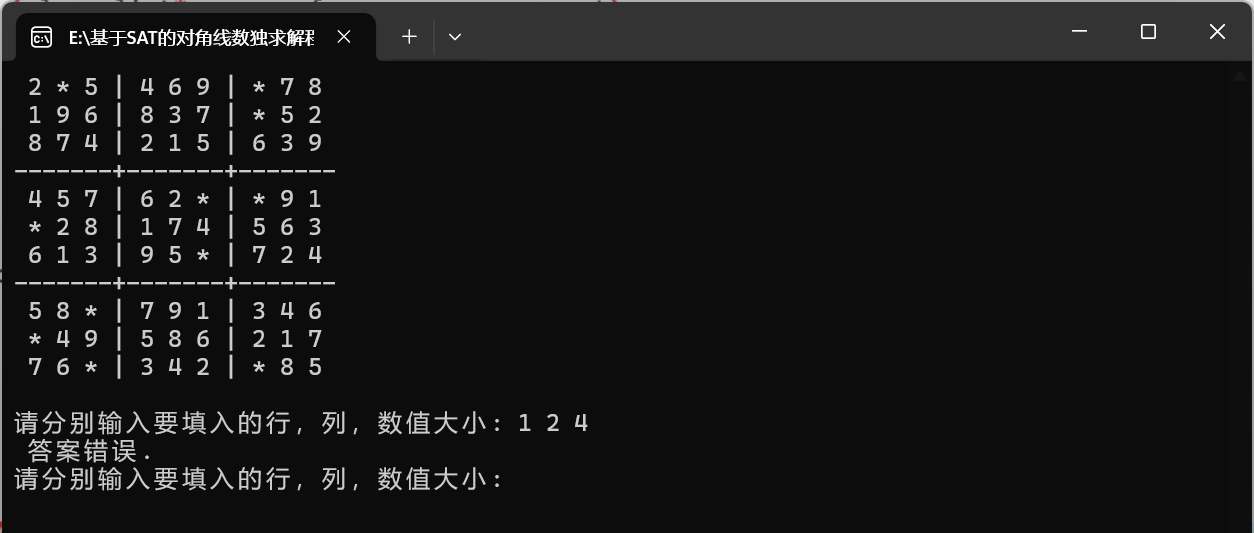 E:\基于SAT的对角线数独求解程
2 * 5 | 4 6 9 | * 7 8
1 9 6 | 8 3 7 | * 5 2
8 7 4 | 2 1 5 | 6 3 9
-------+-------+-------
4 5 7 | 6 2 * | * 9 1
* 2 8 | 1 7 4 | 5 6 3
6 1 3 | 9 5 * | 7 2 4
-------+-------+-------
5 8 * | 7 9 1 | 3 4 6
* 4 9 | 5 8 6 | 2 1 7
7 6 * | 3 4 2 | * 8 5
请分别输入要填入的行，列，数值大小：1 2 4
答案错误.
请分别输入要填入的行，列，数值大小：